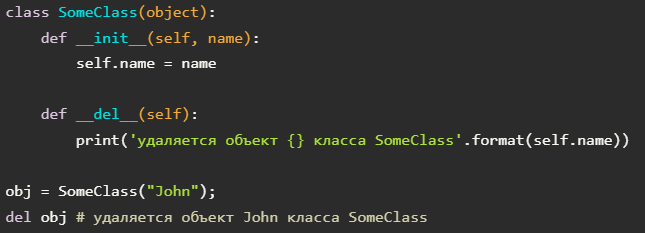 class SomeClass(object):
    def __init__(self, name):
        self.name = name

    def __del__(self):
        print('удаляется объект {} класса SomeClass'.format(self.name))

obj = SomeClass("John");
del obj # удаляется объект John класса SomeClass